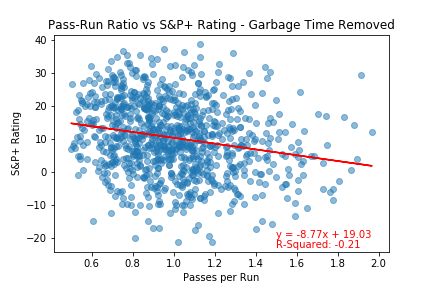 Pass-Run Ratio vs S&P+ Rating - Garbage Time Removed
40
30
20
10
0
−10
−20
S&P+ Rating
y = -8.77x + 19.03
R-Squared: -0.21
0.6 0.8 1.0 1.2 1.4 1.6 1.8 2.0
Passes per Run